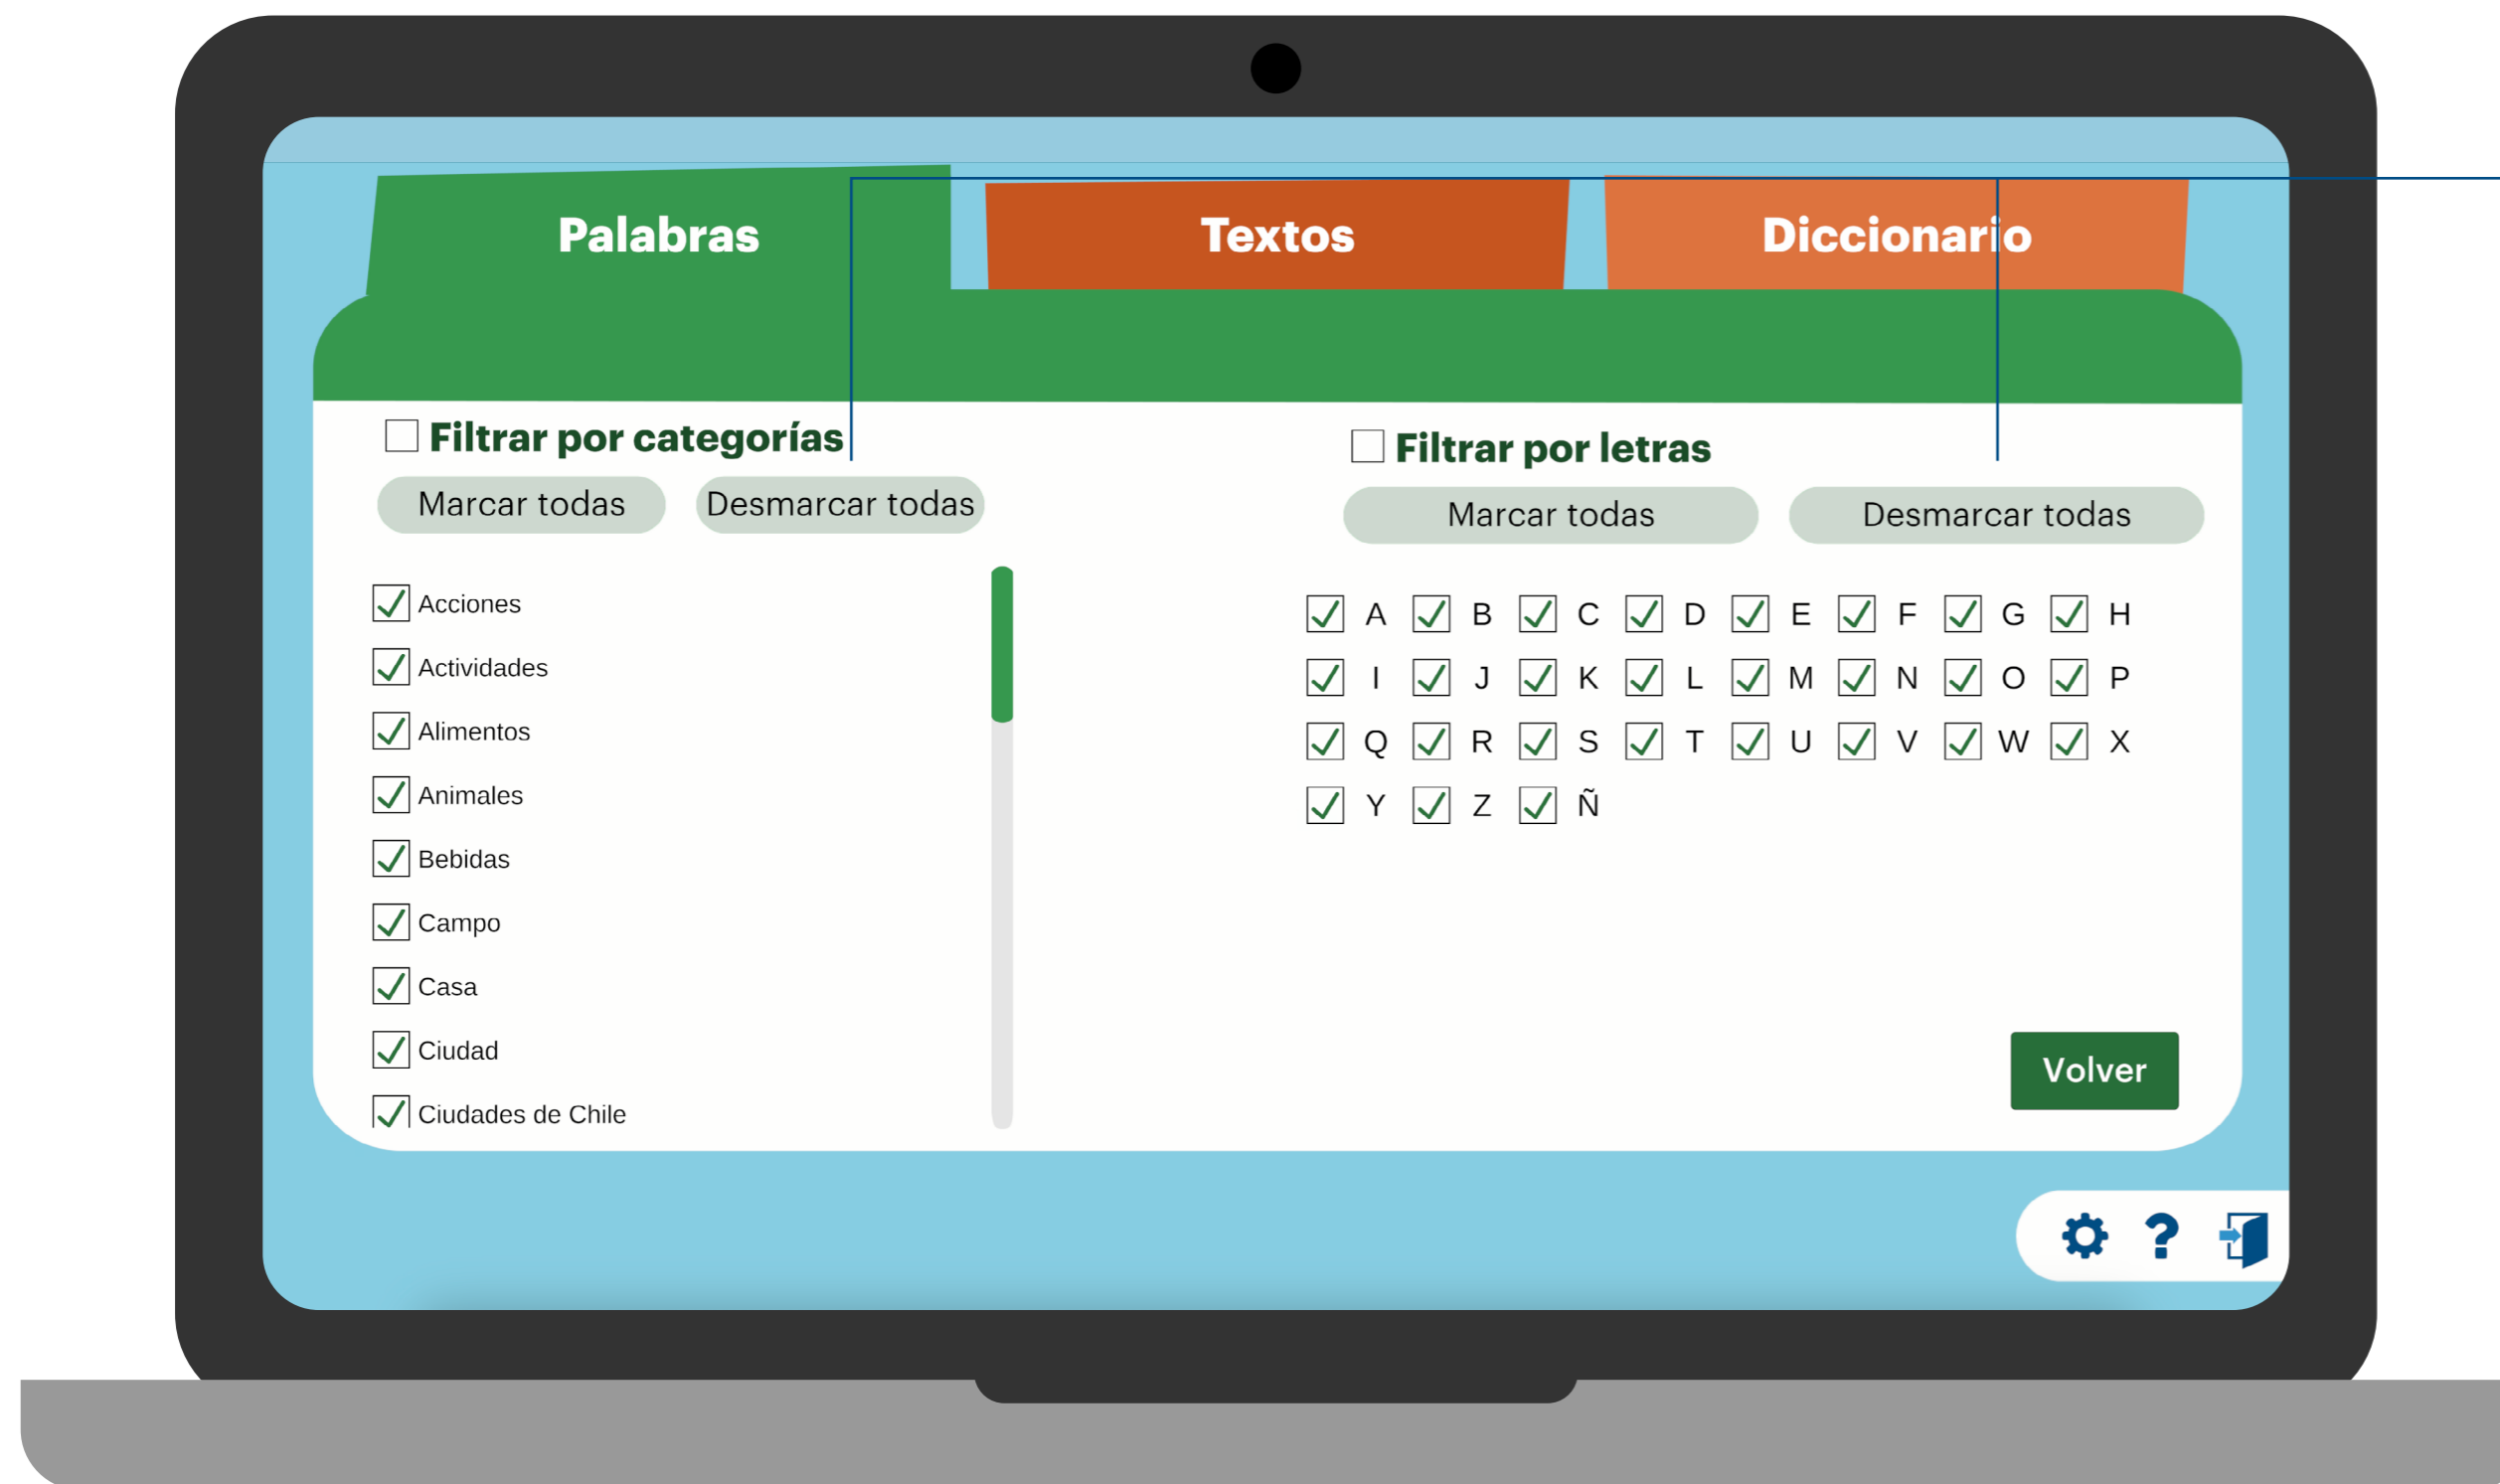 Palabras
Textos
Diccionario
Filtrar por categorías
Marcar todas Desmarcar todas
Acciones
Actividades
Alimentos
Animales
Bebidas
Campo
Casa
Ciudad
Ciudades de Chile
Filtrar por letras
Marcar todas Desmarcar todas
A B C D E F G H
I J K L M N O P
Q R S T U V W X
Y Z Ñ
Volver
?